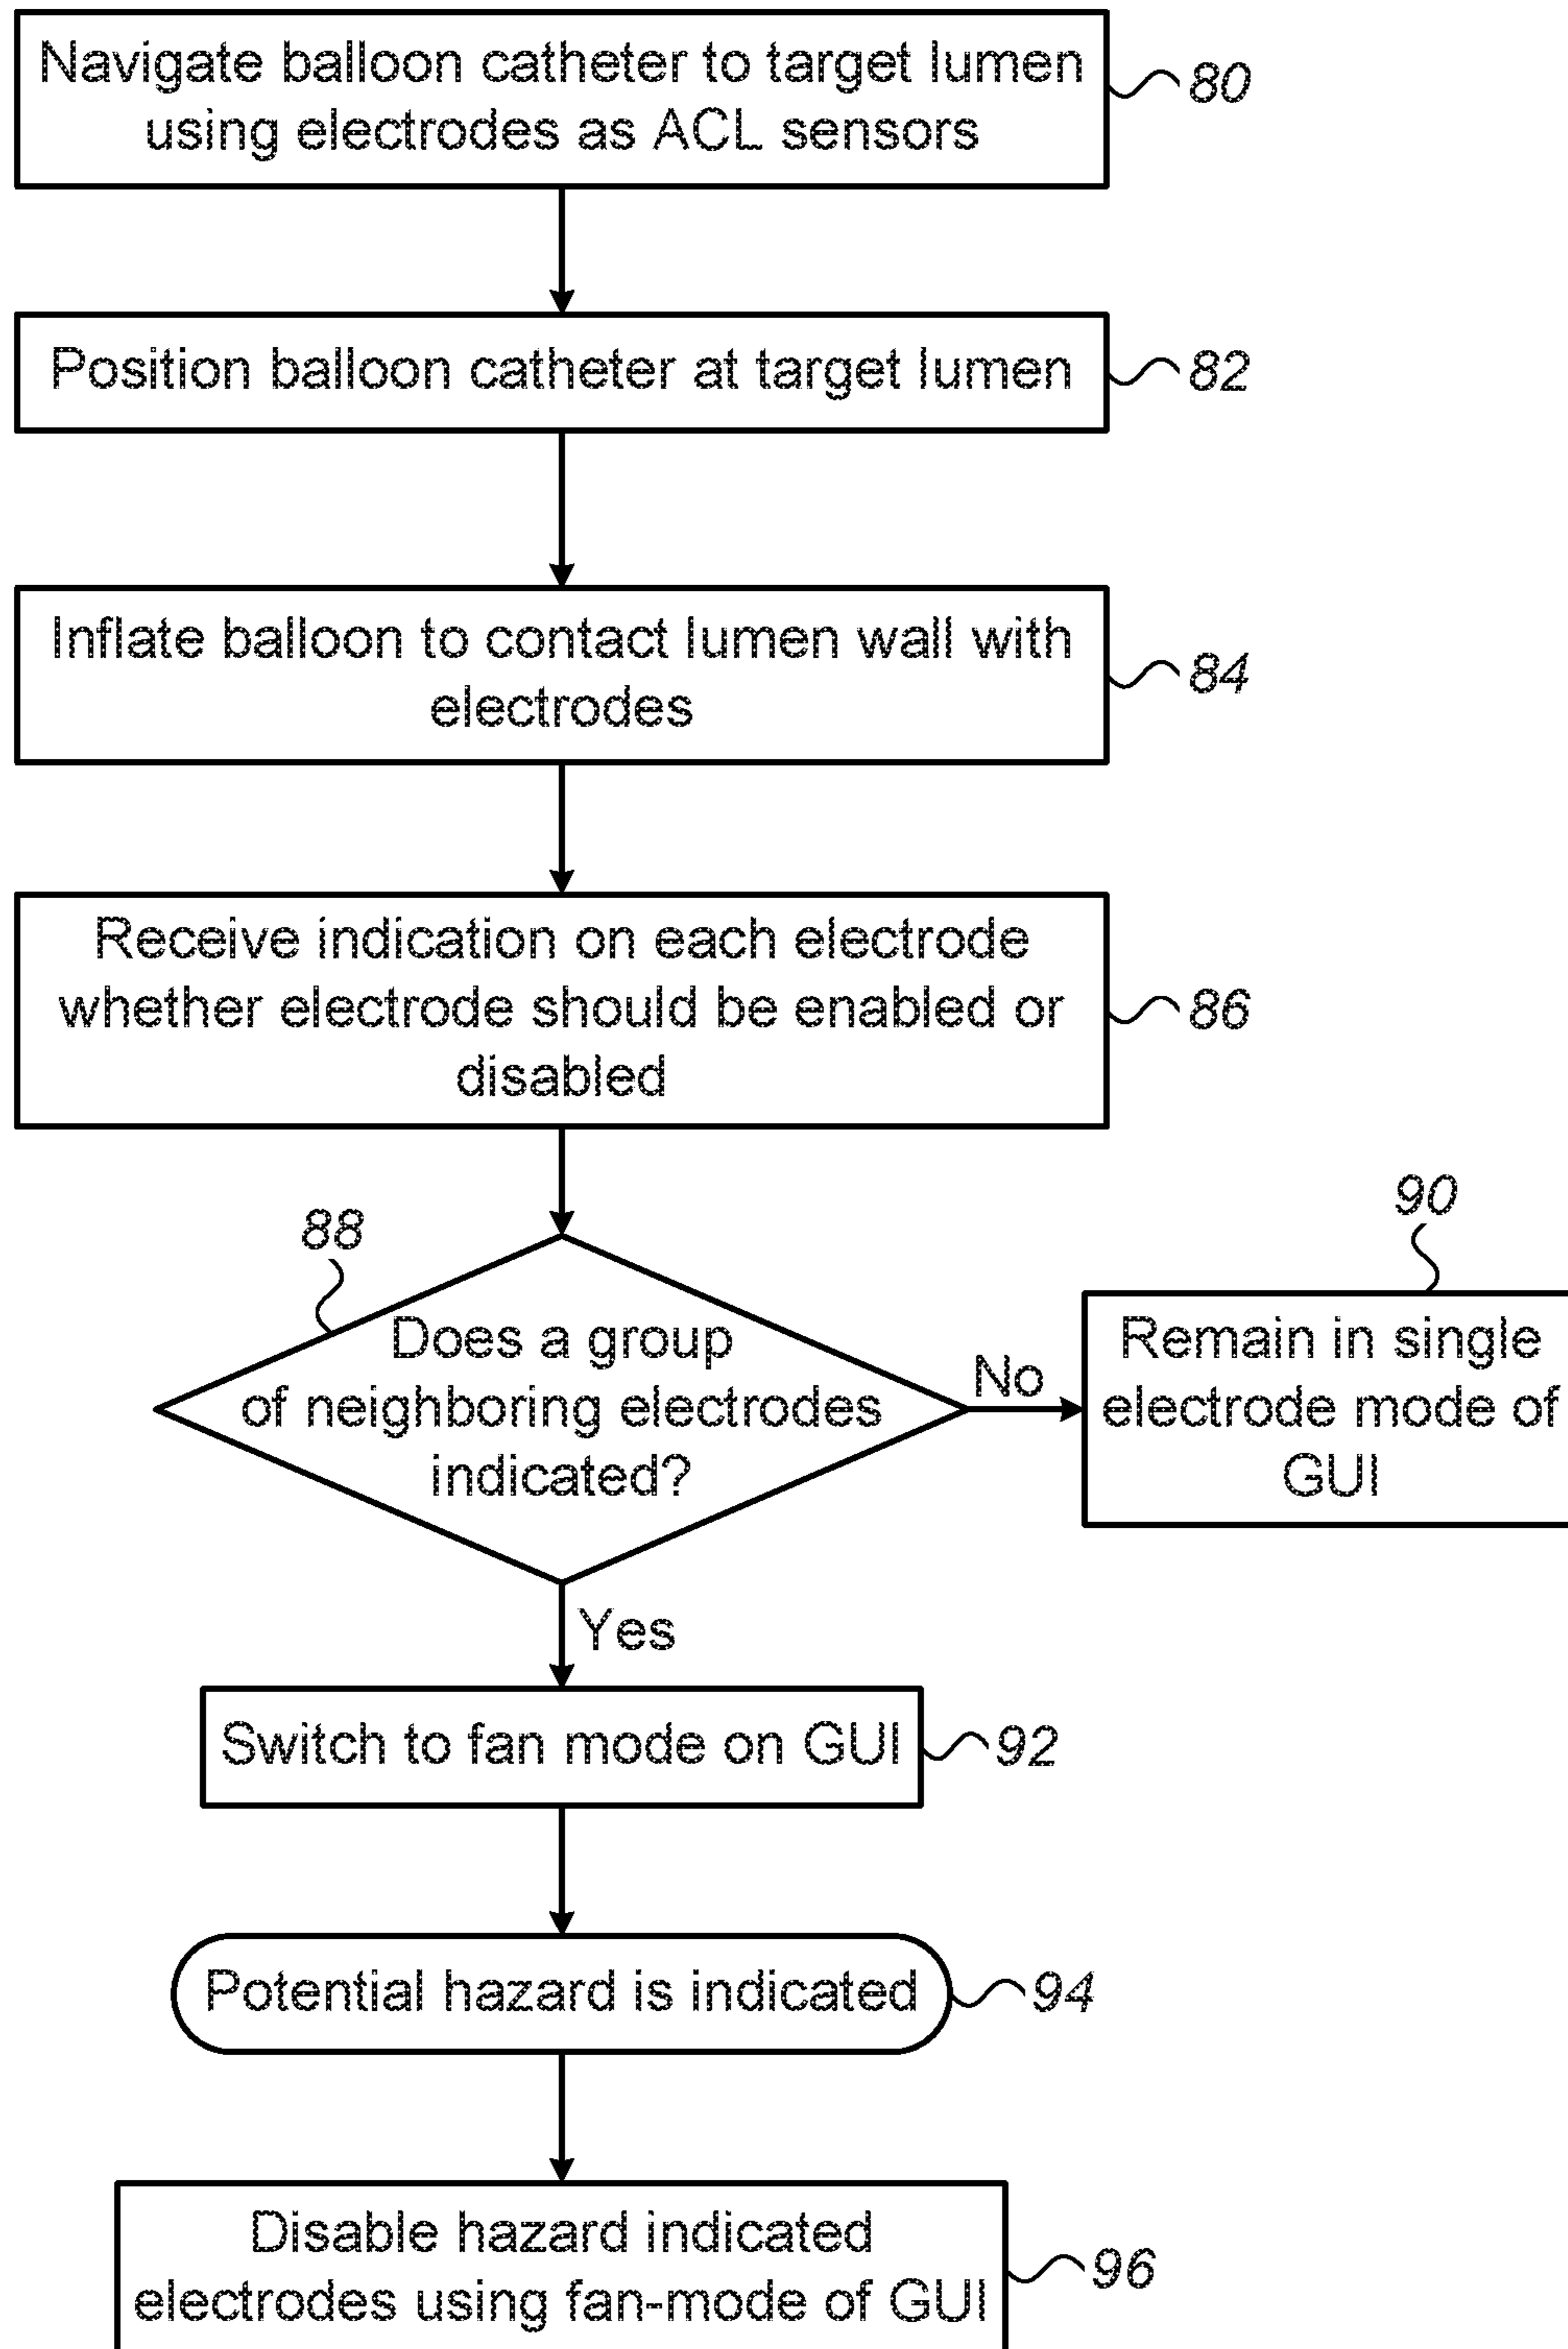 Navigate balloon catheter to target lumen
using electrodes as ACL sensors
80
Position balloon catheter at target lumen
82
Inflate balloon to contact lumen wall with
electrodes
84
Receive indication on each electrode
whether electrode should be enabled or
disabled
86
88
Does a group
of neighboring electrodes
indicated?
No
90
Remain in single
electrode mode of
GUI
Yes
Switch to fan mode on GUI
92
Potential hazard is indicated
94
Disable hazard indicated
electrodes using fan-mode of GUI
96